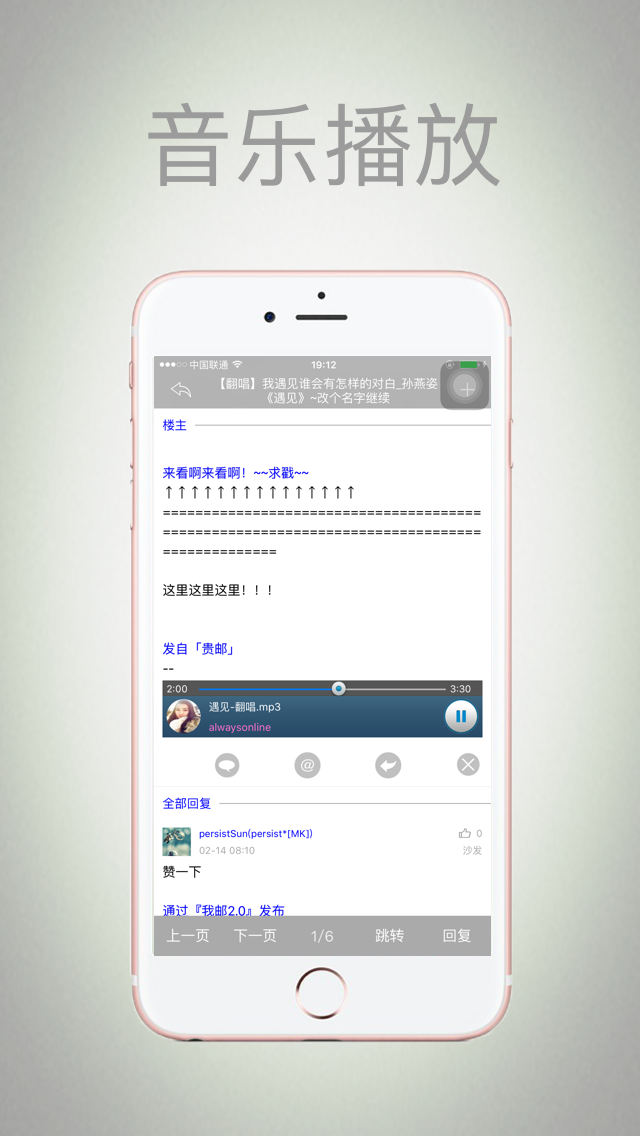 音乐播放
中国联通 19:12
【翻唱】我遇见谁会有怎样的对白_孙燕姿
《遇见》~改个名字继续
楼主
来看啊来看啊！~~求戳~~
↑↑↑↑↑↑↑↑↑↑↑↑↑↑↑
=======================================
=======================================
==============
这里这里这里！！！
发自「贵邮」
--
2:00 3:30
遇见-翻唱.mp3
alwaysonline
@
全部回复
persistSun(persist*[MK]) 0
02-14 08:10 沙发
赞一下
通过『我邮2.0』发布
上一页 下一页 1/6 跳转 回复